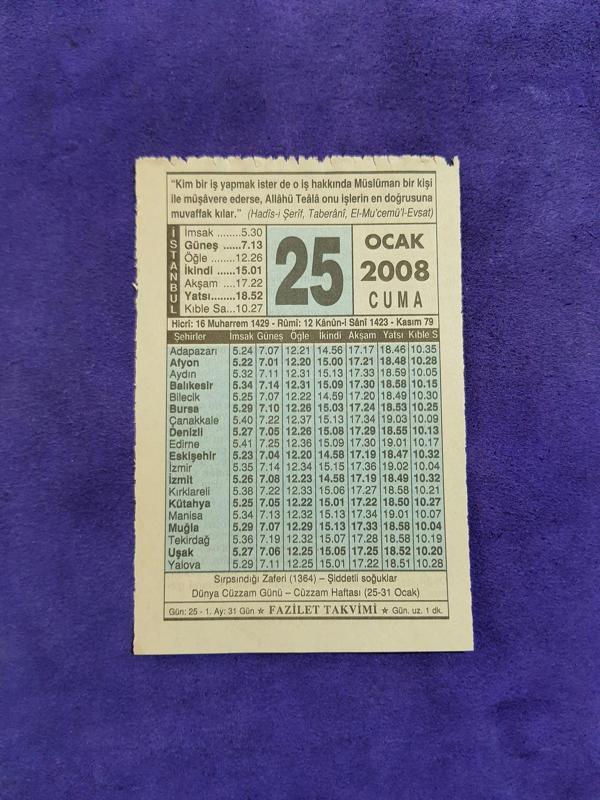 "Kim bir iş yapmak ister de o iş hakkında Müslüman bir kişi
ile müşâvere ederse, Allâhü Teâlâ onu işlerin en doğrusuna
muvaffak kılar." (Hadîs-i Şerîf, Taberânî, El-Mu'cemü'l-Evsat)
İSTANBUL
İmsak ........5.30
Güneş ......7.13
Öğle ........12.26
İkindi ......15.01
Akşam ....17.22
Yatsı........18.52
Kıble Sa...10.27
25
OCAK
2008
CUMA
Hicrî: 16 Muharrem 1429 - Rûmî: 12 Kânûn-i Sânî 1423 - Kasım 79
Şehirler İmsak Güneş Öğle İkindi Akşam Yatsı Kıble S
Adapazarı 5.24 7.07 12.21 14.56 17.17 18.46 10.35
Afyon 5.22 7.01 12.20 15.00 17.21 18.48 10.28
Aydın 5.32 7.11 12.31 15.13 17.33 18.59 10.05
Balıkesir 5.34 7.14 12.31 15.09 17.30 18.58 10.15
Bilecik 5.25 7.07 12.22 14.59 17.20 18.49 10.30
Bursa 5.29 7.10 12.26 15.03 17.24 18.53 10.25
Çanakkale 5.40 7.22 12.37 15.13 17.34 19.03 10.09
Denizli 5.27 7.05 12.26 15.08 17.29 18.55 10.13
Edirne 5.41 7.25 12.36 15.09 17.30 19.01 10.17
Eskişehir 5.23 7.04 12.20 14.58 17.19 18.47 10.32
İzmir 5.35 7.14 12.34 15.15 17.36 19.02 10.04
İzmit 5.26 7.08 12.23 14.58 17.19 18.49 10.32
Kırklareli 5.38 7.22 12.33 15.06 17.27 18.58 10.21
Kütahya 5.25 7.05 12.22 15.01 17.22 18.50 10.27
Manisa 5.34 7.13 12.32 15.13 17.34 19.01 10.07
Muğla 5.29 7.07 12.29 15.13 17.33 18.58 10.04
Tekirdağ 5.36 7.19 12.32 15.07 17.28 18.58 10.19
Uşak 5.27 7.06 12.25 15.05 17.25 18.52 10.20
Yalova 5.29 7.11 12.25 15.01 17.22 18.51 10.28
Sırpsındığı Zaferi (1364) – Şiddetli soğuklar
Dünya Cüzzam Günü – Cüzzam Haftası (25-31 Ocak)
Gün: 25 - 1. Ay: 31 Gün ★ FAZİLET TAKVİMİ ★ Gün. uz. 1 dk.